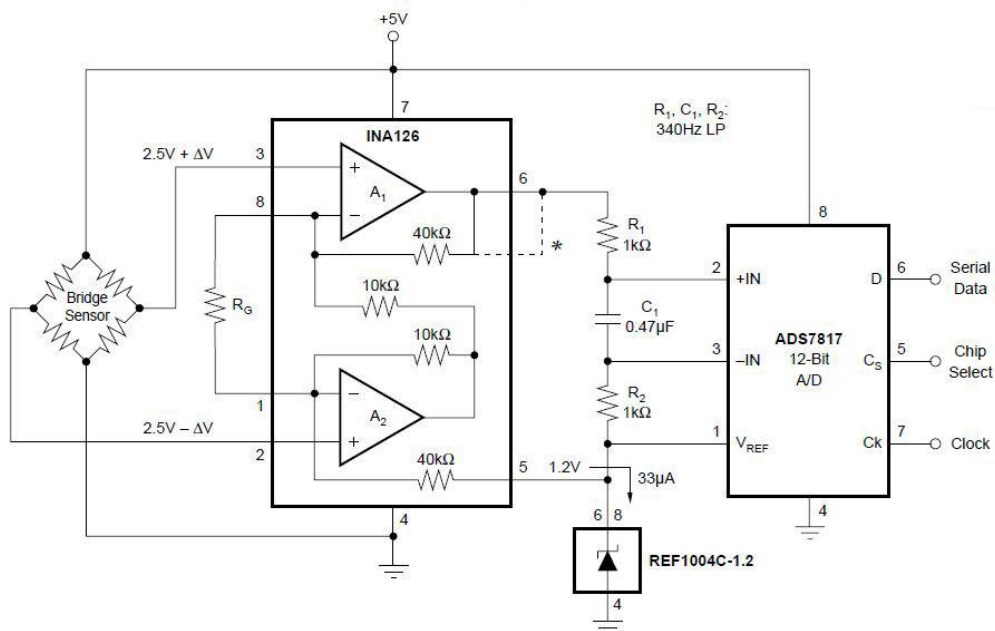 +5V
7
INA126
R1, C1, R2:
340Hz LP
2.5V + ΔV
3
+
A1
–
6
8
40kΩ
*
R1
1kΩ
8
10kΩ
RG
Bridge
Sensor
2
+IN
D
6
Serial
Data
C1
0.47μF
10kΩ
ADS7817
12-Bit
A/D
3
–IN
CS
5
Chip
Select
1
–
A2
+
R2
1kΩ
2.5V – ΔV
2
1
VREF
Ck
7
Clock
40kΩ
5
1.2V
33μA
4
4
6 8
REF1004C-1.2
4